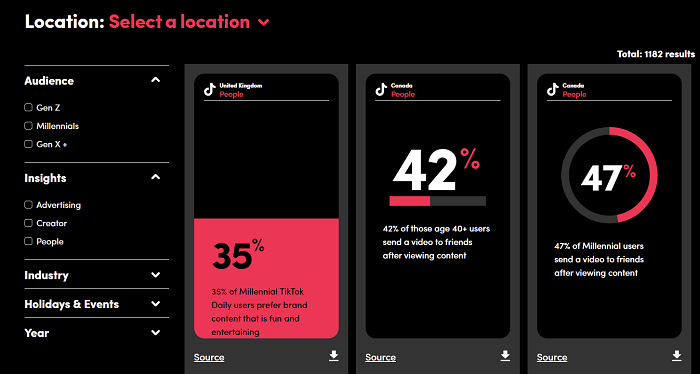 Location: Select a location
Total: 1182 results
Audience
Gen Z
Millennials
Gen X +
Insights
Advertising
Creator
People
Industry
Holidays & Events
Year
United Kingdom
People
35%
35% of Millennial TikTok
Daily users prefer brand
content that is fun and
entertaining
Source
Canada
People
42%
42% of those age 40+ users
send a video to friends
after viewing content
Source
Canada
People
47%
47% of Millennial users
send a video to friends
after viewing content
Source